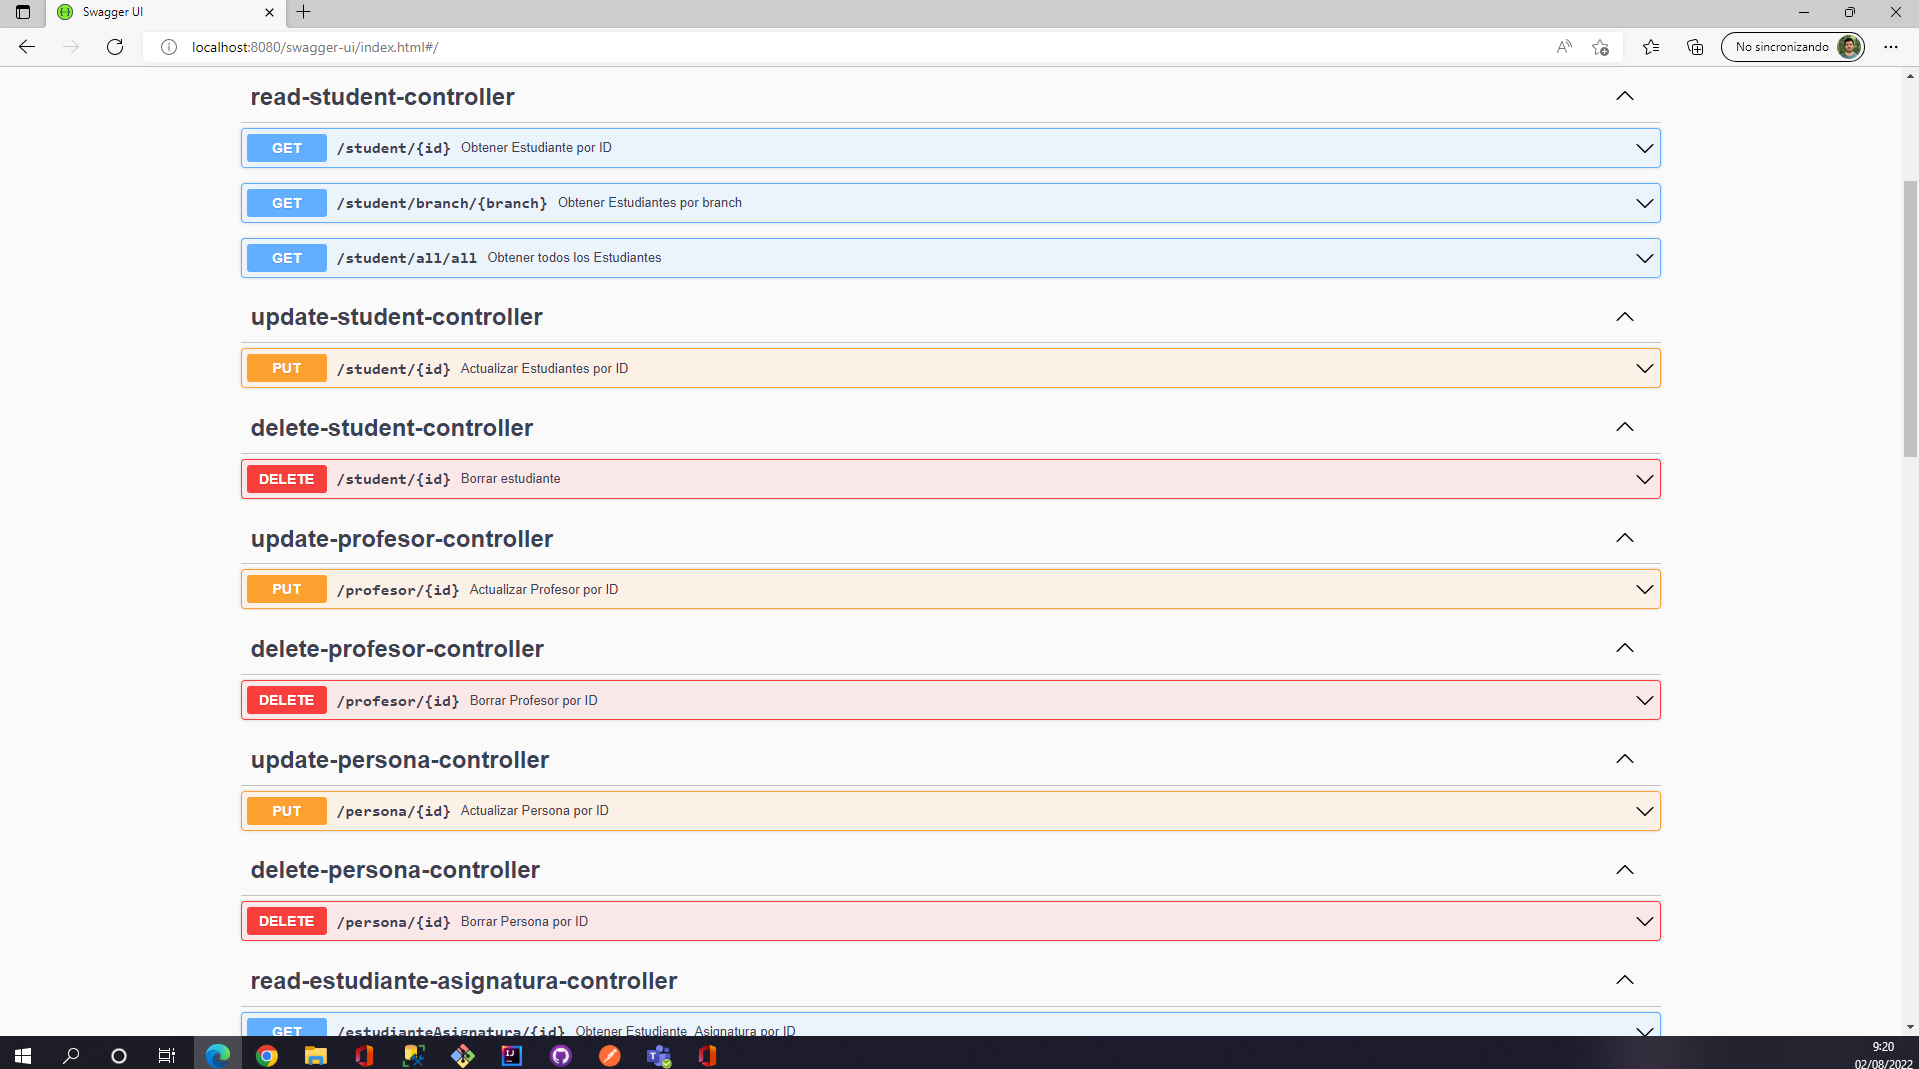 Swagger UI
localhost:8080/swagger-ui/index.html#/
No sincronizando
read-student-controller
GET /student/{id} Obtener Estudiante por ID
GET /student/branch/{branch} Obtener Estudiantes por branch
GET /student/all/all Obtener todos los Estudiantes
update-student-controller
PUT /student/{id} Actualizar Estudiantes por ID
delete-student-controller
DELETE /student/{id} Borrar estudiante
update-profesor-controller
PUT /profesor/{id} Actualizar Profesor por ID
delete-profesor-controller
DELETE /profesor/{id} Borrar Profesor por ID
update-persona-controller
PUT /persona/{id} Actualizar Persona por ID
delete-persona-controller
DELETE /persona/{id} Borrar Persona por ID
read-estudiante-asignatura-controller
GET /estudianteAsignatura/{id} Obtener Estudiante_Asignatura por ID
9:20
02/08/2022